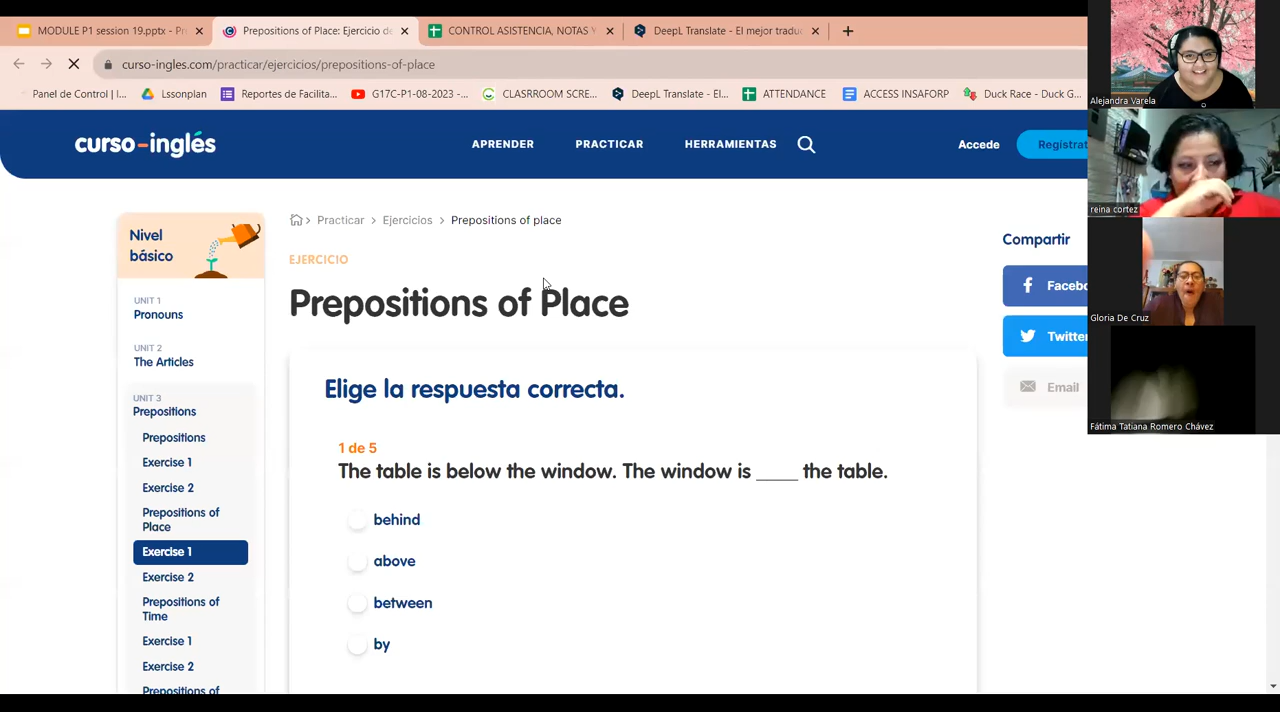 MODULE P1 session 19.pptx - Pr
Prepositions of Place: Ejercicio de
CONTROL ASISTENCIA, NOTAS Y
DeepL Translate - El mejor tradu
curso-ingles.com/practicar/ejercicios/prepositions-of-place
Panel de Control | I...
Lssonplan
Reportes de Facilita...
G17C-P1-08-2023 -...
CLASRROOM SCRE...
DeepL Translate - El...
ATTENDANCE
ACCESS INSAFORP
Duck Race - Duck G...
curso-inglés
APRENDER
PRACTICAR
HERRAMIENTAS
Accede
Regístrat
Nivel
básico
UNIT 1
Pronouns
UNIT 2
The Articles
UNIT 3
Prepositions
Prepositions
Exercise 1
Exercise 2
Prepositions of
Place
Exercise 1
Exercise 2
Prepositions of
Time
Exercise 1
Exercise 2
Prepositions of
Practicar > Ejercicios > Prepositions of place
EJERCICIO
Prepositions of Place
Elige la respuesta correcta.
1 de 5
The table is below the window. The window is _____ the table.
behind
above
between
by
Compartir
Facebo
Twitter
Email
Alejandra Varela
reina cortez
Gloria De Cruz
Fátima Tatiana Romero Chávez